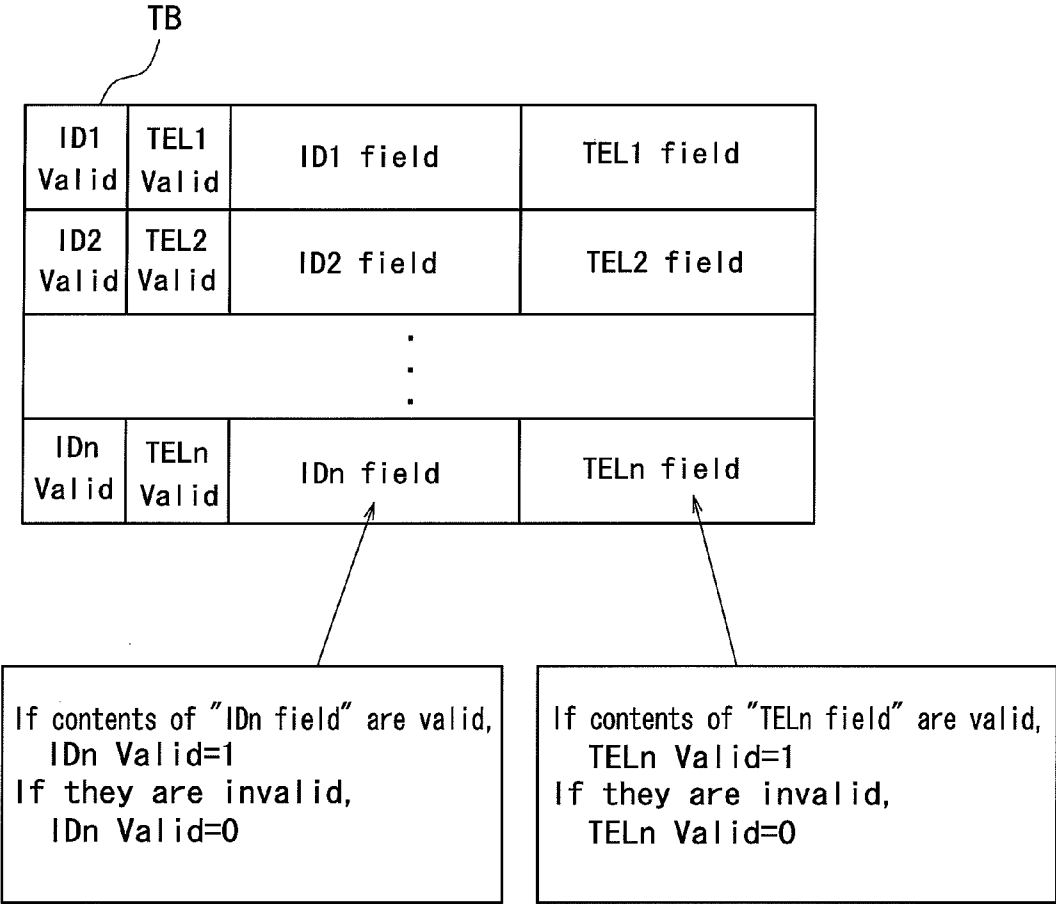 TB
ID1 Valid TEL1 Valid ID1 field TEL1 field
ID2 Valid TEL2 Valid ID2 field TEL2 field
.
.
.
IDn Valid TELn Valid IDn field TELn field
If contents of "IDn field" are valid,
IDn Valid=1
If they are invalid,
IDn Valid=0
If contents of "TELn field" are valid,
TELn Valid=1
If they are invalid,
TELn Valid=0